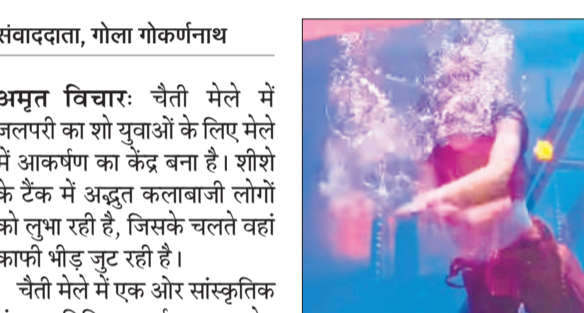 संवाददाता, गोला गोकर्णनाथ
अमृत विचारः चैती मेले में
जलपरी का शो युवाओं के लिए मेले
में आकर्षण का केंद्र बना है। शीशे
के टैंक में अद्भुत कलाबाजी लोगों
को लुभा रही है, जिसके चलते वहां
काफी भीड़ जुट रही है।
चैती मेले में एक ओर सांस्कृतिक